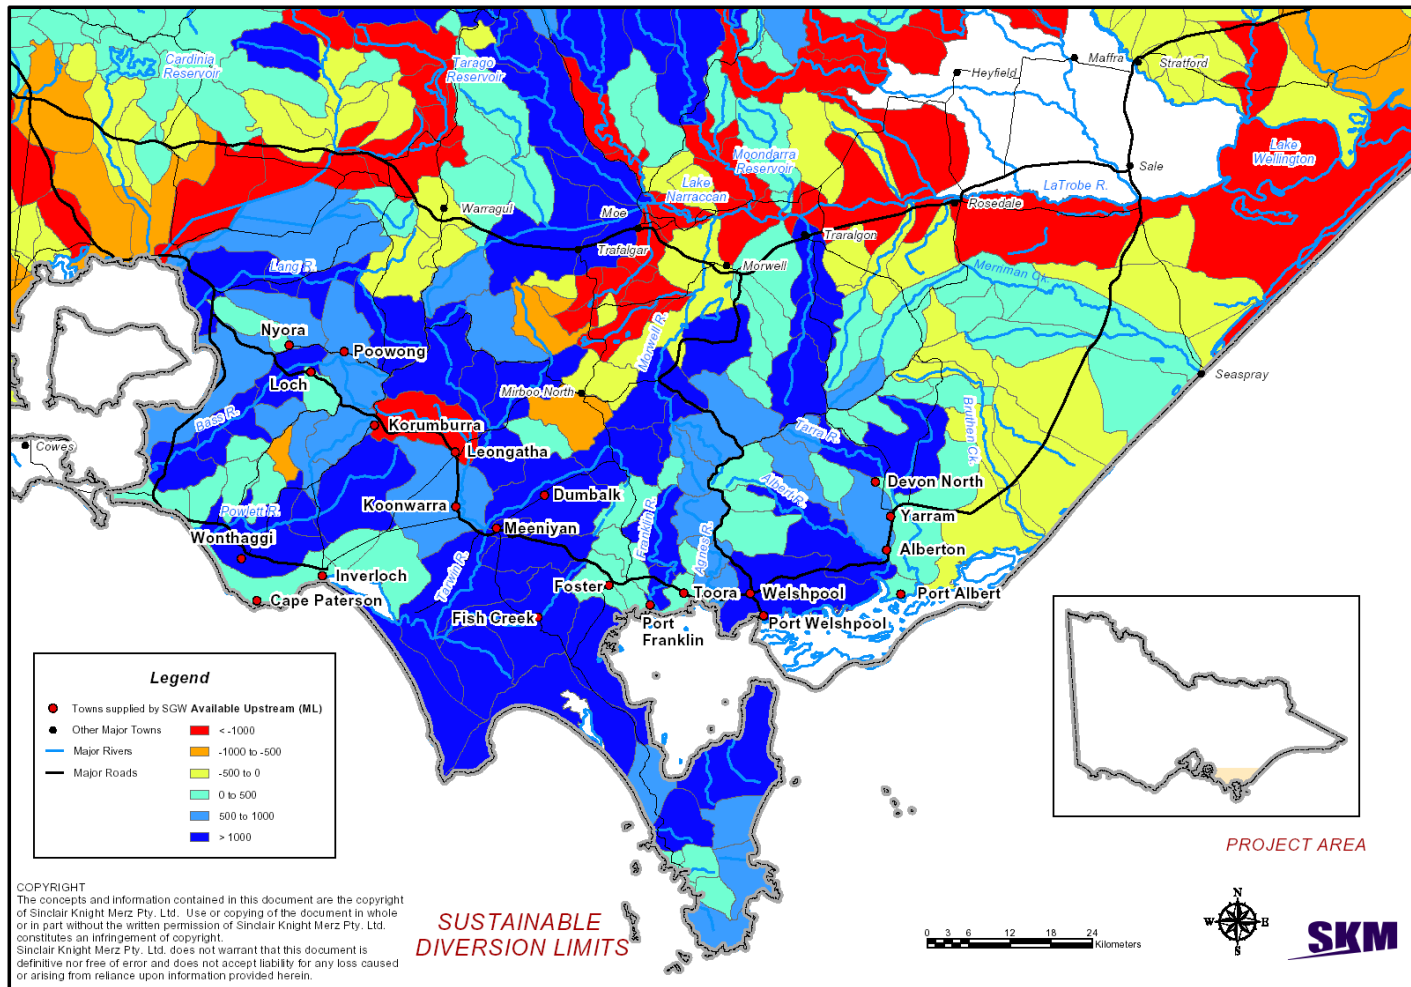 Cardinia
Reservoir
Tarago
Reservoir
Maffra
Stratford
Heyfield
Moondarra
Reservoir
Lake
Wellington
Sale
Lake
Narraccan
LaTrobe R.
Warragul
Moe
Rosedale
Trafalgar
Traralgon
Morwell
Lang R.
Merriman Ck.
Nyora
Poowong
Morwell R.
Loch
Seaspray
Mirboo North
Bass R.
Korumburra
Bruthen Ck.
Tarra R.
Cowes
Leongatha
Dumbalk
Albert R.
Devon North
Koonwarra
Powlett R.
Franklin R.
Yarram
Meeniyan
Agnes R.
Wonthaggi
Alberton
Tarwin R.
Inverloch
Foster
Toora
Welshpool
Port Albert
Cape Paterson
Fish Creek
Port
Franklin
Port Welshpool
Legend
Towns supplied by SGW
Other Major Towns
Major Rivers
Major Roads
Available Upstream (ML)
< -1000
-1000 to -500
-500 to 0
0 to 500
500 to 1000
> 1000
PROJECT AREA
COPYRIGHT
The concepts and information contained in this document are the copyright
of Sinclair Knight Merz Pty. Ltd. Use or copying of the document in whole
or in part without the written permission of Sinclair Knight Merz Pty. Ltd.
constitutes an infringement of copyright.
Sinclair Knight Merz Pty. Ltd. does not warrant that this document is
definitive nor free of error and does not accept liability for any loss caused
or arising from reliance upon information provided herein.
SUSTAINABLE
DIVERSION LIMITS
0 3 6 12 18 24
Kilometers
N
W E
S
SKM